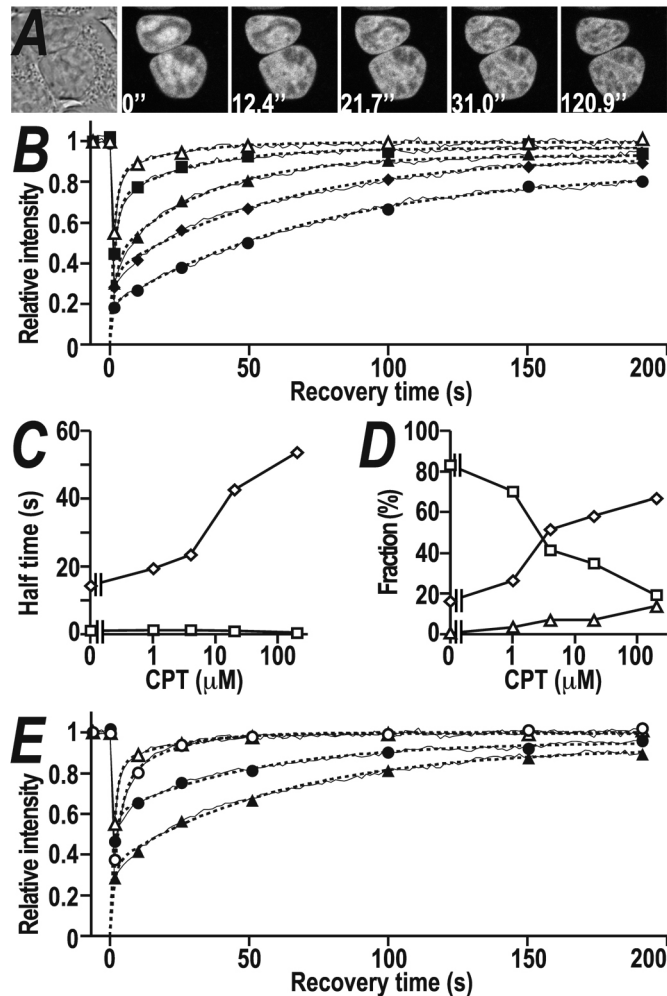 A
0’’ 12.4’’ 21.7’’ 31.0’’ 120.9’’
B
Relative intensity
1
0.8
0.6
0.4
0.2
0
0 50 100 150 200
Recovery time (s)
C
Half time (s)
60
40
20
0
0 1 10 100
CPT (μM)
D
Fraction (%)
100
80
60
40
20
0
0 1 10 100
CPT (μM)
E
Relative intensity
1
0.8
0.6
0.4
0.2
0
0 50 100 150 200
Recovery time (s)